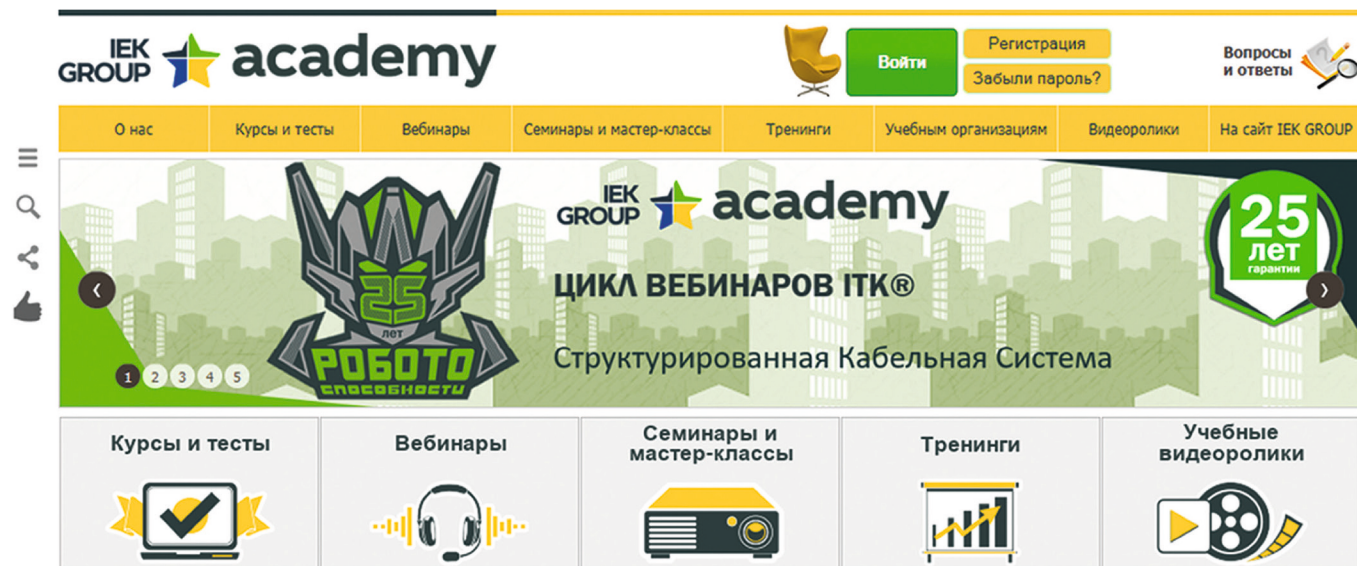 IEK
GROUP
academy
Войти
Регистрация
Забыли пароль?
Вопросы
и ответы
О нас
Курсы и тесты
Вебинары
Семинары и мастер-классы
Тренинги
Учебным организациям
Видеоролики
На сайт IEK GROUP
IEK
GROUP
academy
ЦИКЛ ВЕБИНАРОВ ITK®
Структурированная Кабельная Система
25
лет
РОБОТО
СПОСОБНОСТИ
25
лет
гарантии
1 2 3 4 5
Курсы и тесты
Вебинары
Семинары и
мастер-классы
Тренинги
Учебные
видеоролики